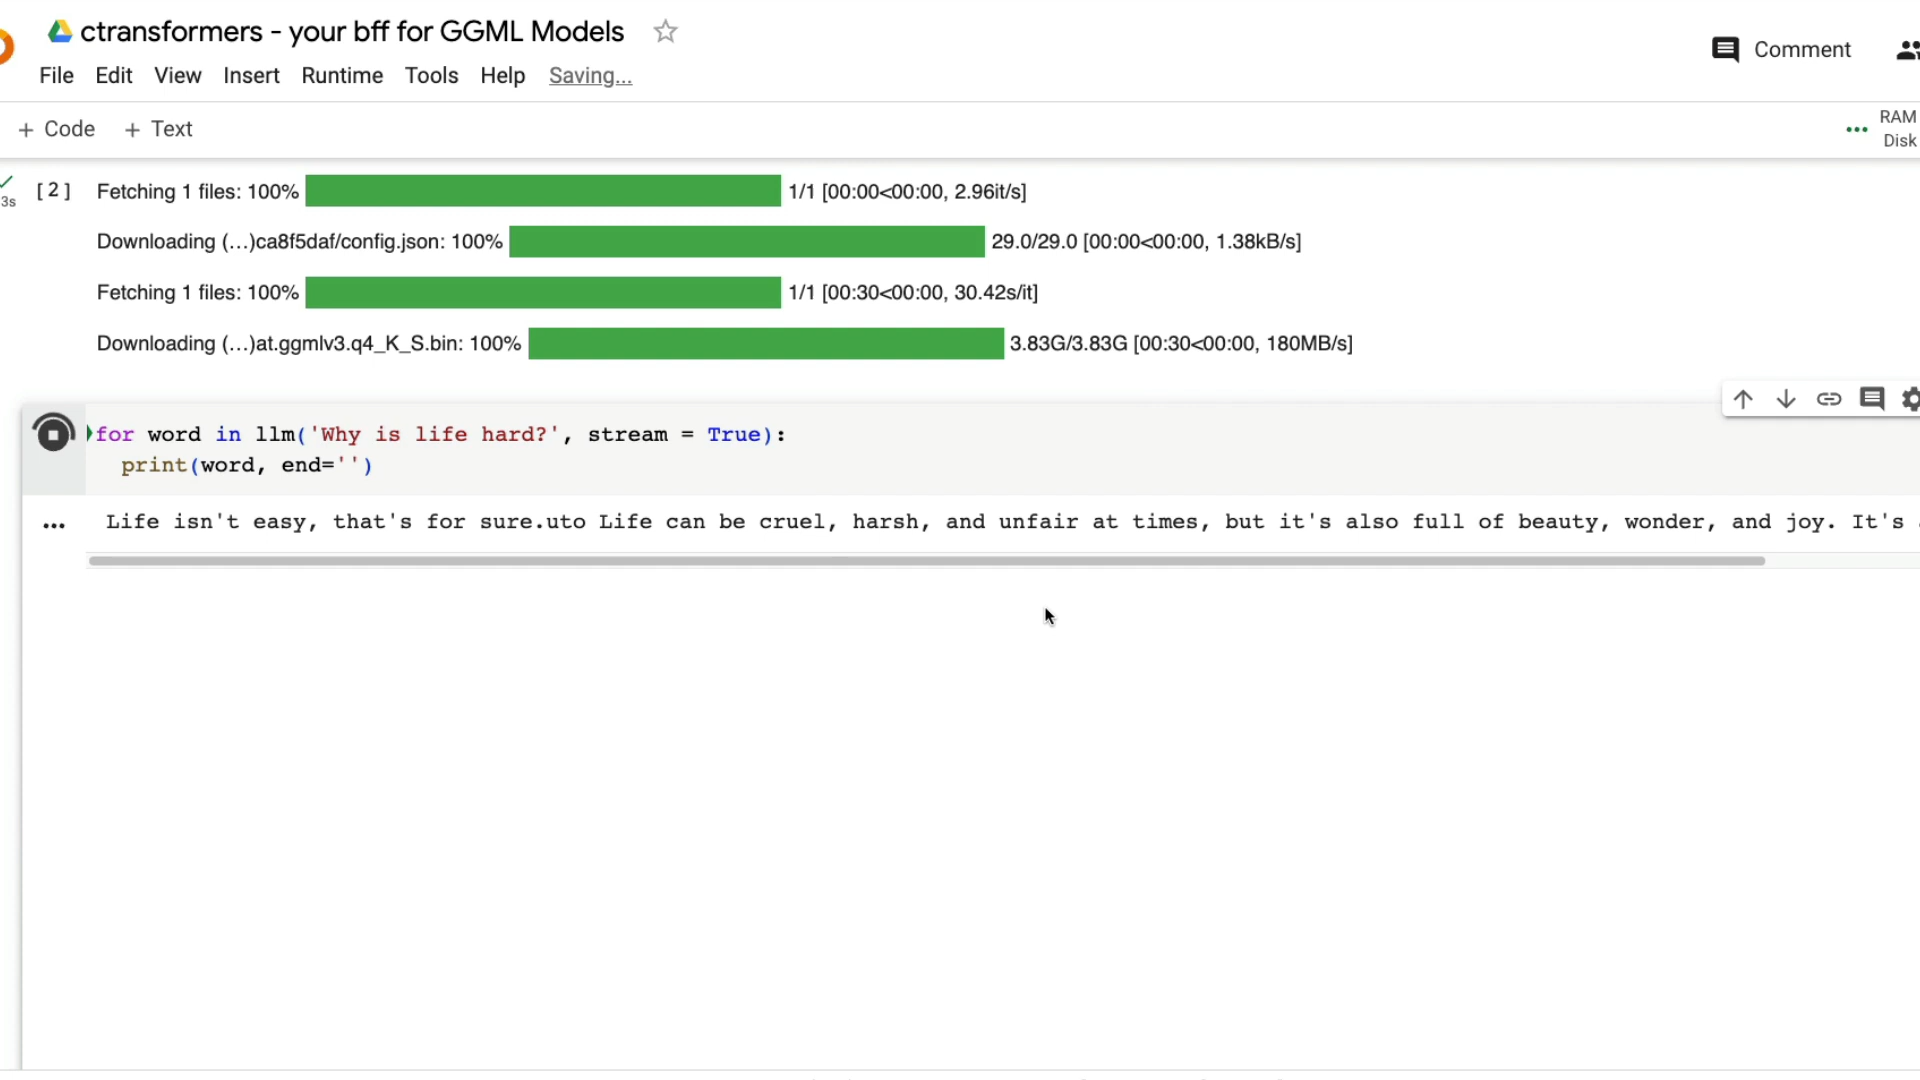 ctransformers - your bff for GGML Models
Comment
File Edit View Insert Runtime Tools Help Saving...
+ Code + Text
RAM
Disk
3s
[2] Fetching 1 files: 100% 1/1 [00:00<00:00, 2.96it/s]
Downloading (…)ca8f5daf/config.json: 100% 29.0/29.0 [00:00<00:00, 1.38kB/s]
Fetching 1 files: 100% 1/1 [00:30<00:00, 30.42s/it]
Downloading (…)at.ggmlv3.q4_K_S.bin: 100% 3.83G/3.83G [00:30<00:00, 180MB/s]
for word in llm('Why is life hard?', stream = True):
print(word, end='')
Life isn't easy, that's for sure.uto Life can be cruel, harsh, and unfair at times, but it's also full of beauty, wonder, and joy. It's